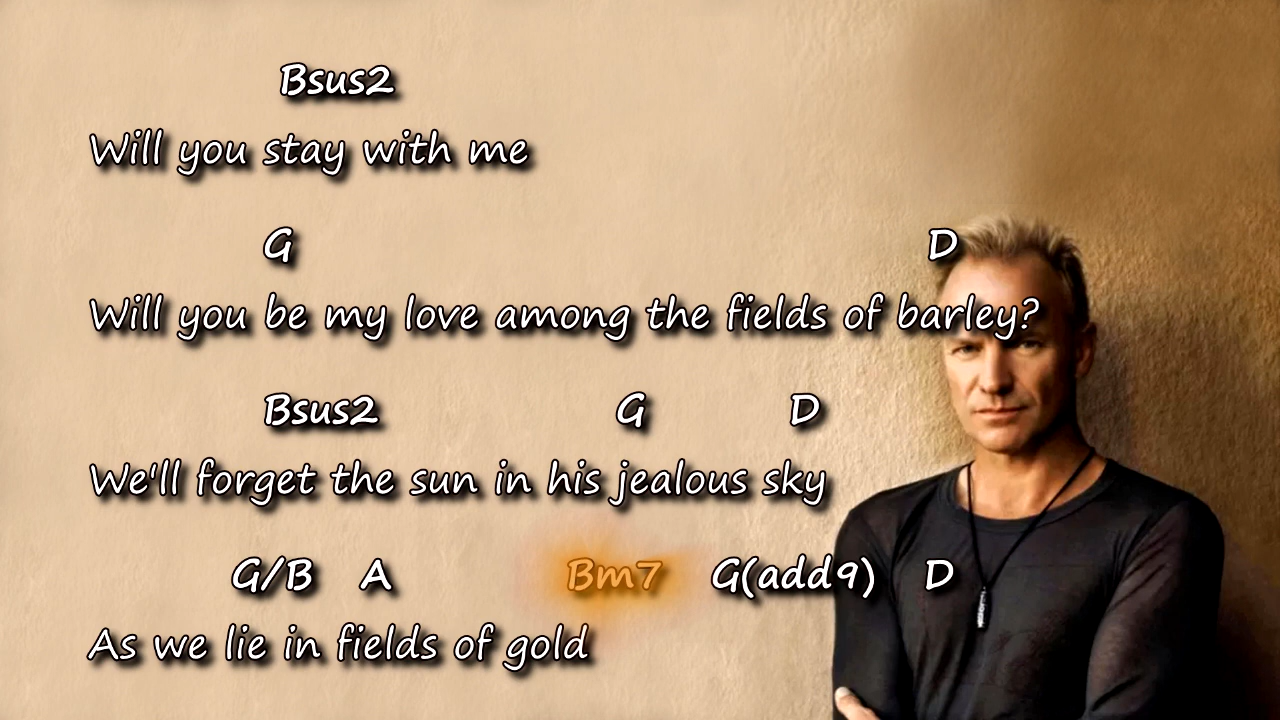 Bsus2
Will you stay with me
G D
Will you be my love among the fields of barley?
Bsus2 G D
We'll forget the sun in his jealous sky
G/B A Bm7 G(add9) D
As we lie in fields of gold